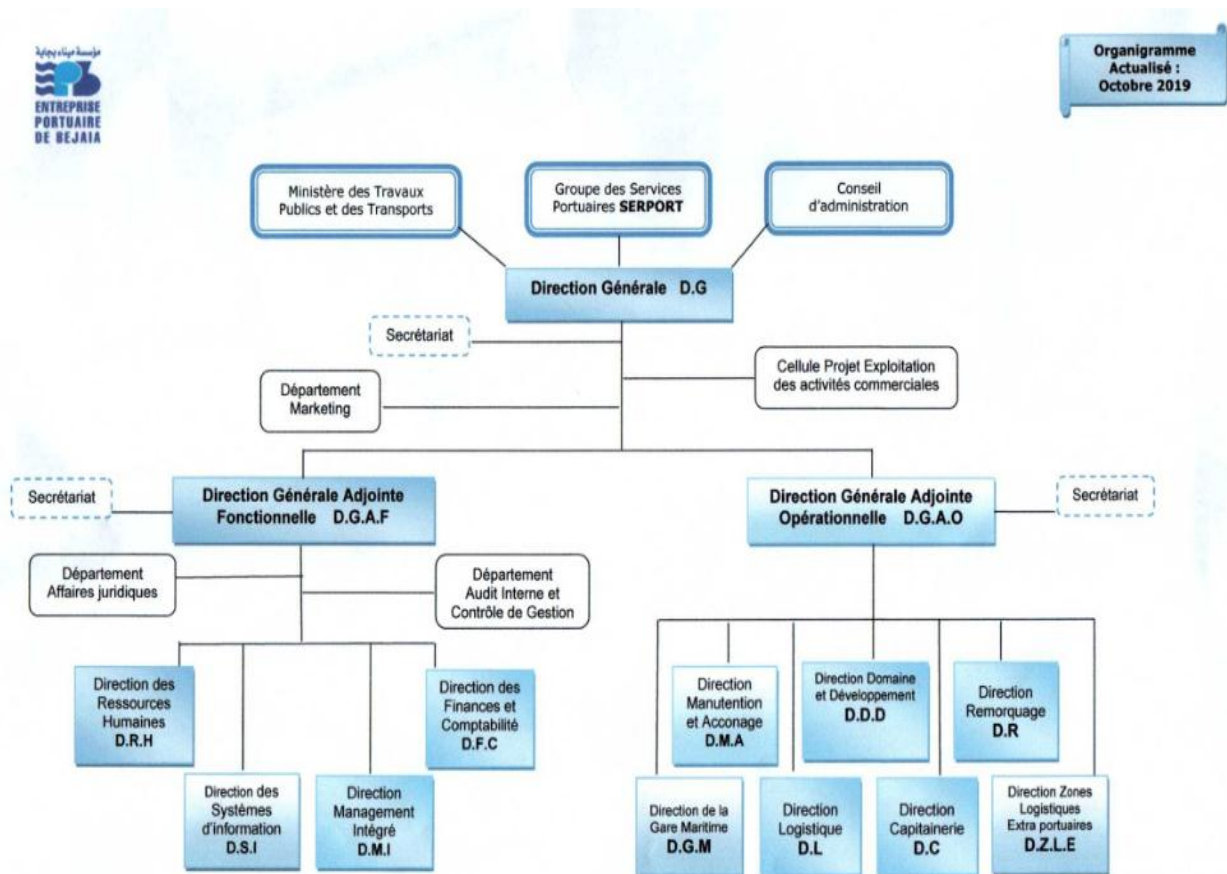 مؤسسة ميناء بجاية
ENTREPRISE
PORTUAIRE
DE BEJAIA
Organigramme
Actualisé :
Octobre 2019
Ministère des Travaux
Publics et des Transports
Groupe des Services
Portuaires SERPORT
Conseil
d'administration
Direction Générale D.G
Secrétariat
Cellule Projet Exploitation
des activités commerciales
Département
Marketing
Secrétariat
Direction Générale Adjointe
Fonctionnelle D.G.A.F
Direction Générale Adjointe
Opérationnelle D.G.A.O
Secrétariat
Département
Affaires juridiques
Département
Audit Interne et
Contrôle de Gestion
Direction des
Ressources
Humaines
D.R.H
Direction des
Finances et
Comptabilité
D.F.C
Direction
Manutention
et Acconage
D.M.A
Direction Domaine
et Développement
D.D.D
Direction
Remorquage
D.R
Direction des
Systèmes
d'information
D.S.I
Direction
Management
Intégré
D.M.I
Direction de la
Gare Maritime
D.G.M
Direction
Logistique
D.L
Direction
Capitainerie
D.C
Direction Zones
Logistiques
Extra portuaires
D.Z.L.E